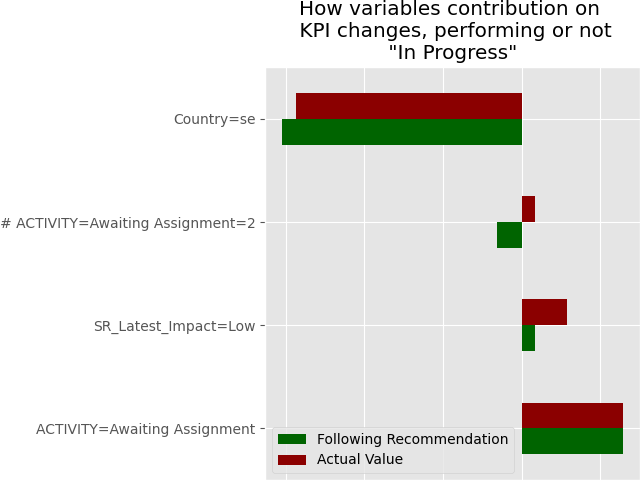 How variables contribution on
KPI changes, performing or not
"In Progress"
Country=se
# ACTIVITY=Awaiting Assignment=2
SR_Latest_Impact=Low
ACTIVITY=Awaiting Assignment
Following Recommendation
Actual Value